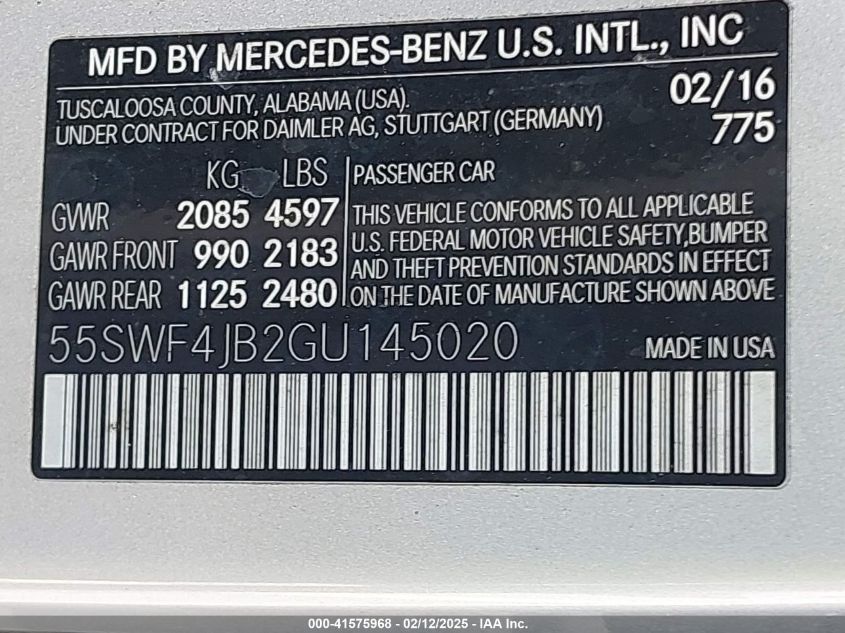 MFD BY MERCEDES-BENZ U.S. INTL., INC
TUSCALOOSA COUNTY, ALABAMA (USA). 02/16
UNDER CONTRACT FOR DAIMLER AG, STUTTGART (GERMANY) 775
KG LBS
GVWR 2085 4597
GAWR FRONT 990 2183
GAWR REAR 1125 2480
PASSENGER CAR
THIS VEHICLE CONFORMS TO ALL APPLICABLE
U.S. FEDERAL MOTOR VEHICLE SAFETY,BUMPER
AND THEFT PREVENTION STANDARDS IN EFFECT
ON THE DATE OF MANUFACTURE SHOWN ABOVE
55SWF4JB2GU145020 MADE IN USA
000-41575968 - 02/12/2025 - IAA Inc.